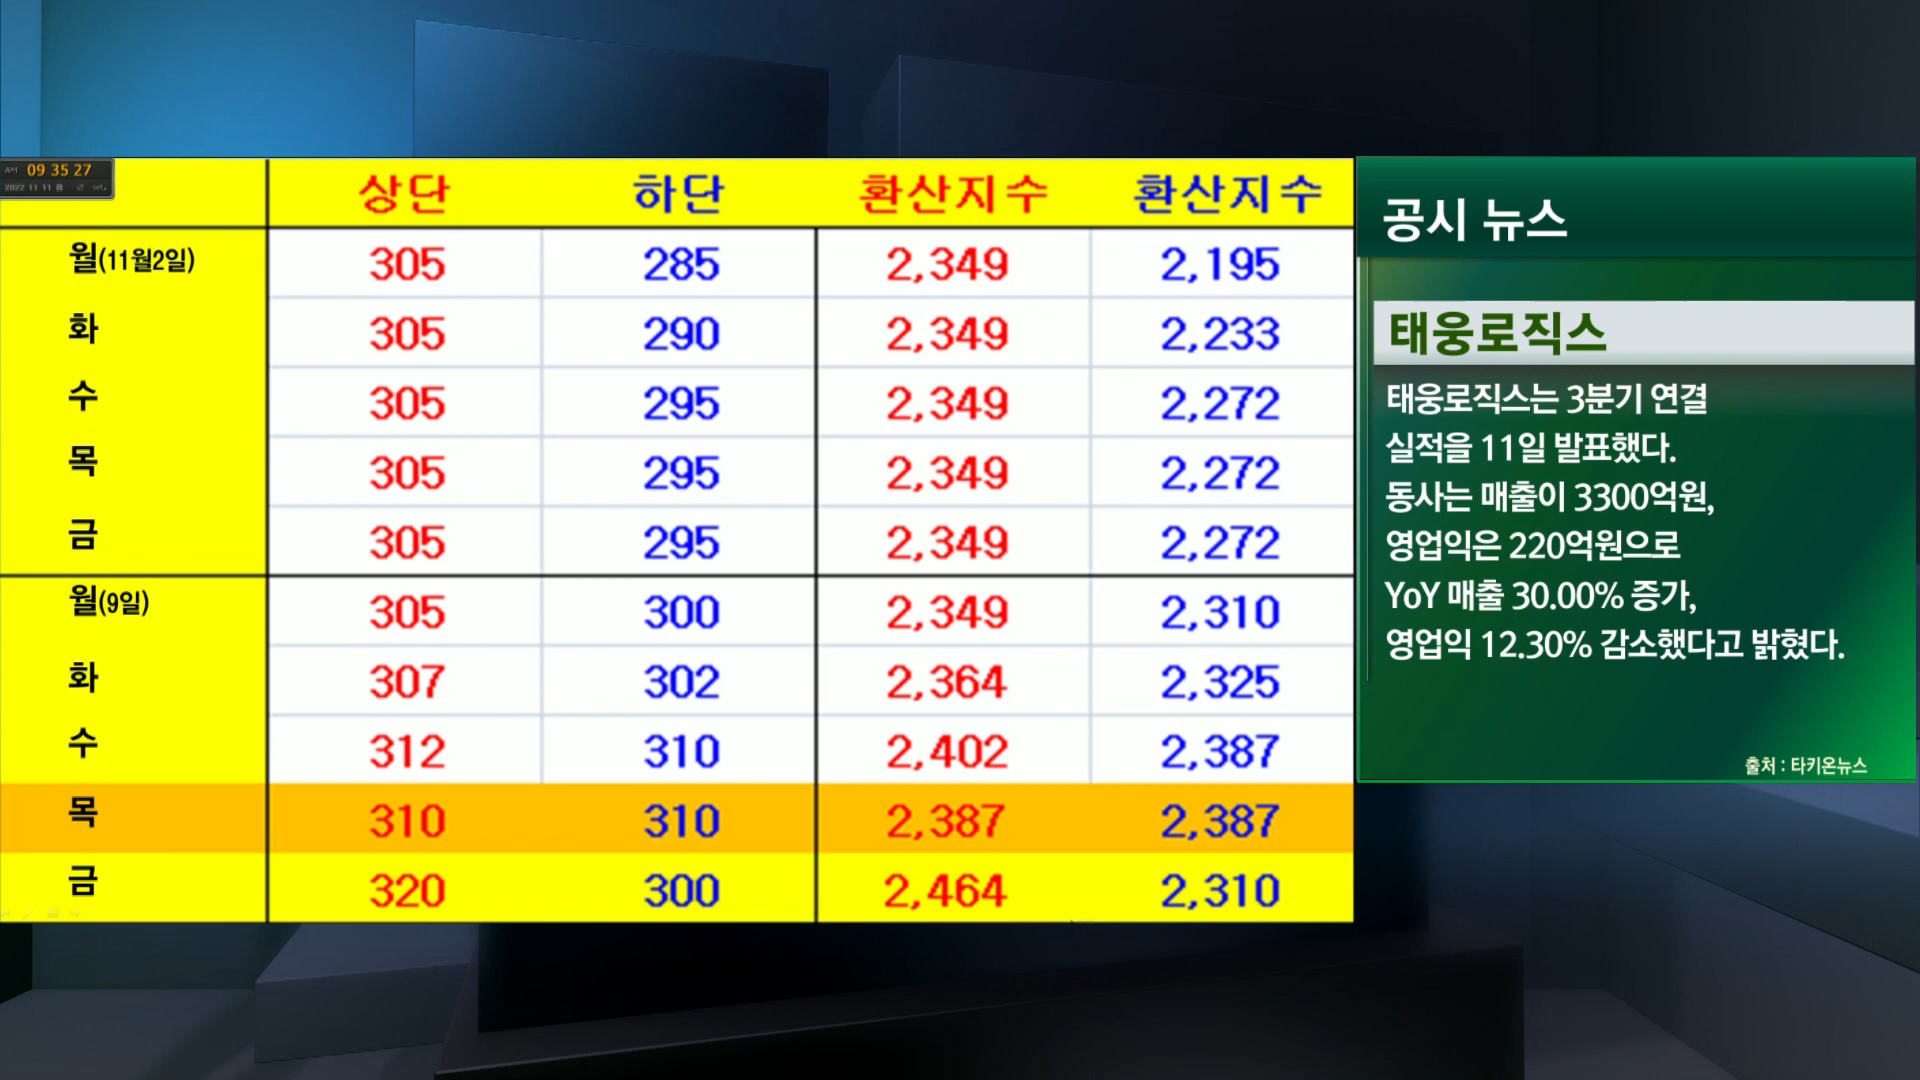 AM 09 35 27
2022 11 11
상단 하단 환산지수 환산지수
월(11월2일) 305 285 2,349 2,195
화 305 290 2,349 2,233
수 305 295 2,349 2,272
목 305 295 2,349 2,272
금 305 295 2,349 2,272
월(9일) 305 300 2,349 2,310
화 307 302 2,364 2,325
수 312 310 2,402 2,387
목 310 310 2,387 2,387
금 320 300 2,464 2,310
공시 뉴스
태웅로직스
태웅로직스는 3분기 연결
실적을 11일 발표했다.
동사는 매출이 3300억원,
영업익은 220억원으로
YoY 매출 30.00% 증가,
영업익 12.30% 감소했다고 밝혔다.
출처 : 타키온뉴스